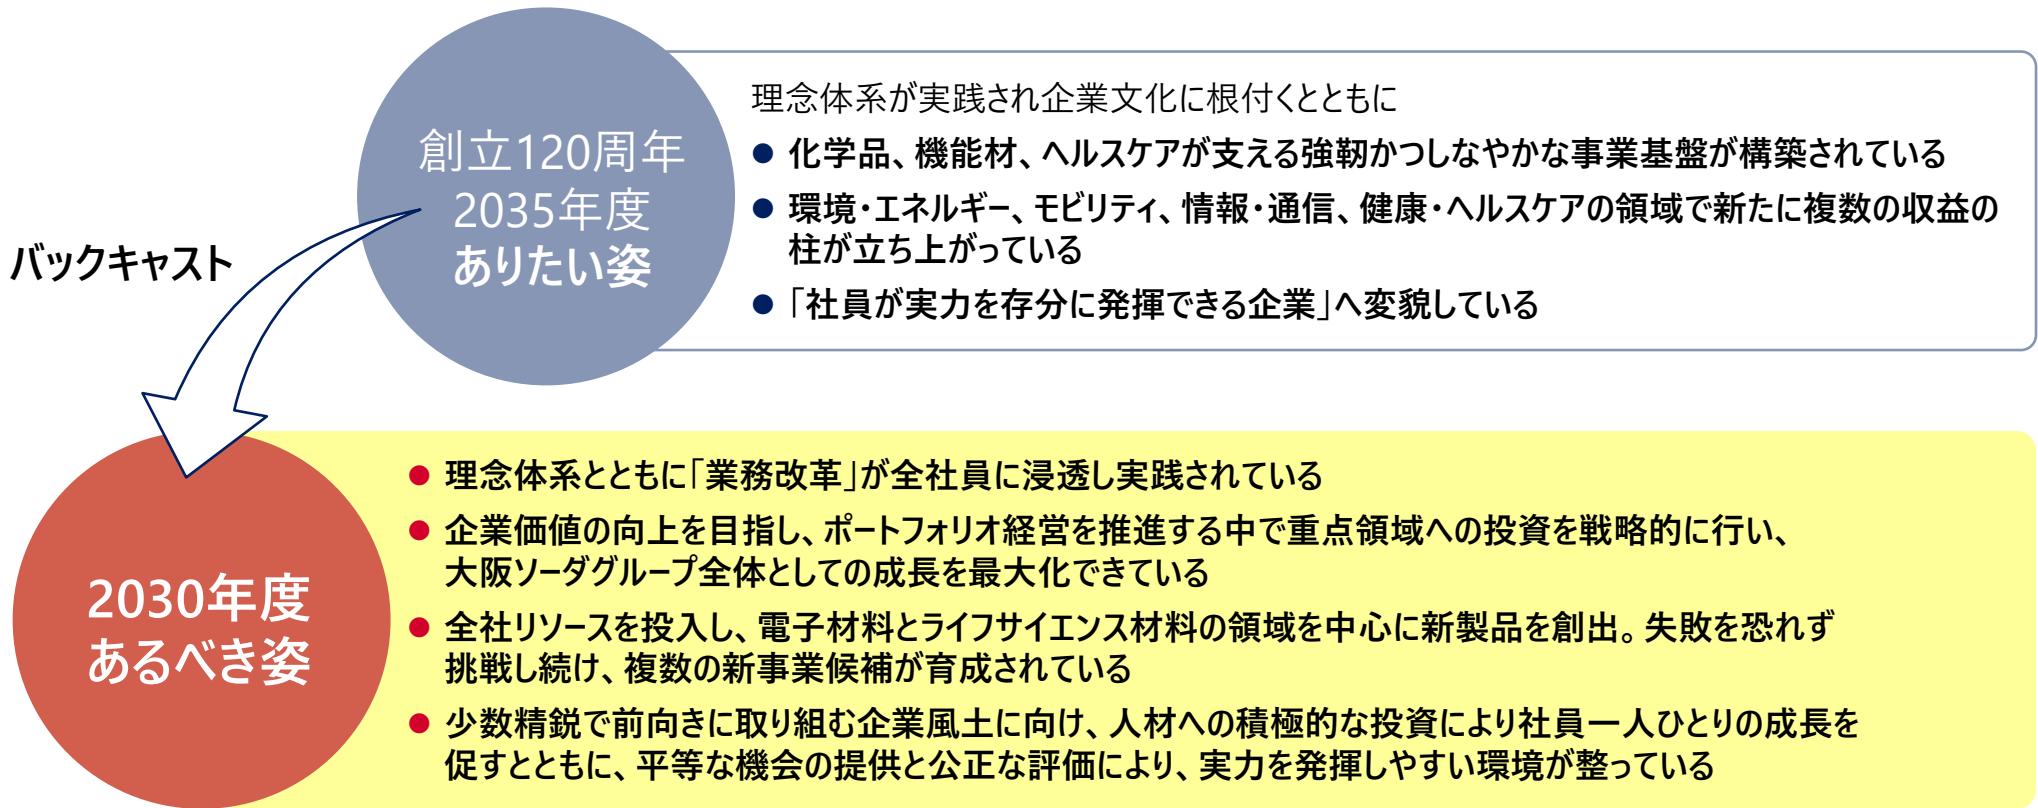 創立120周年
2035年度
ありたい姿
理念体系が実践され企業文化に根付くとともに
● 化学品、機能材、ヘルスケアが支える強靭かつしなやかな事業基盤が構築されている
● 環境・エネルギー、モビリティ、情報・通信、健康・ヘルスケアの領域で新たに複数の収益の
柱が立ち上がっている
● 「社員が実力を存分に発揮できる企業」へ変貌している
バックキャスト
2030年度
あるべき姿
● 理念体系とともに「業務改革」が全社員に浸透し実践されている
● 企業価値の向上を目指し、ポートフォリオ経営を推進する中で重点領域への投資を戦略的に行い、
大阪ソーダグループ全体としての成長を最大化できている
● 全社リソースを投入し、電子材料とライフサイエンス材料の領域を中心に新製品を創出。失敗を恐れず
挑戦し続け、複数の新事業候補が育成されている
● 少数精鋭で前向きに取り組む企業風土に向け、人材への積極的な投資により社員一人ひとりの成長を
促すとともに、平等な機会の提供と公正な評価により、実力を発揮しやすい環境が整っている